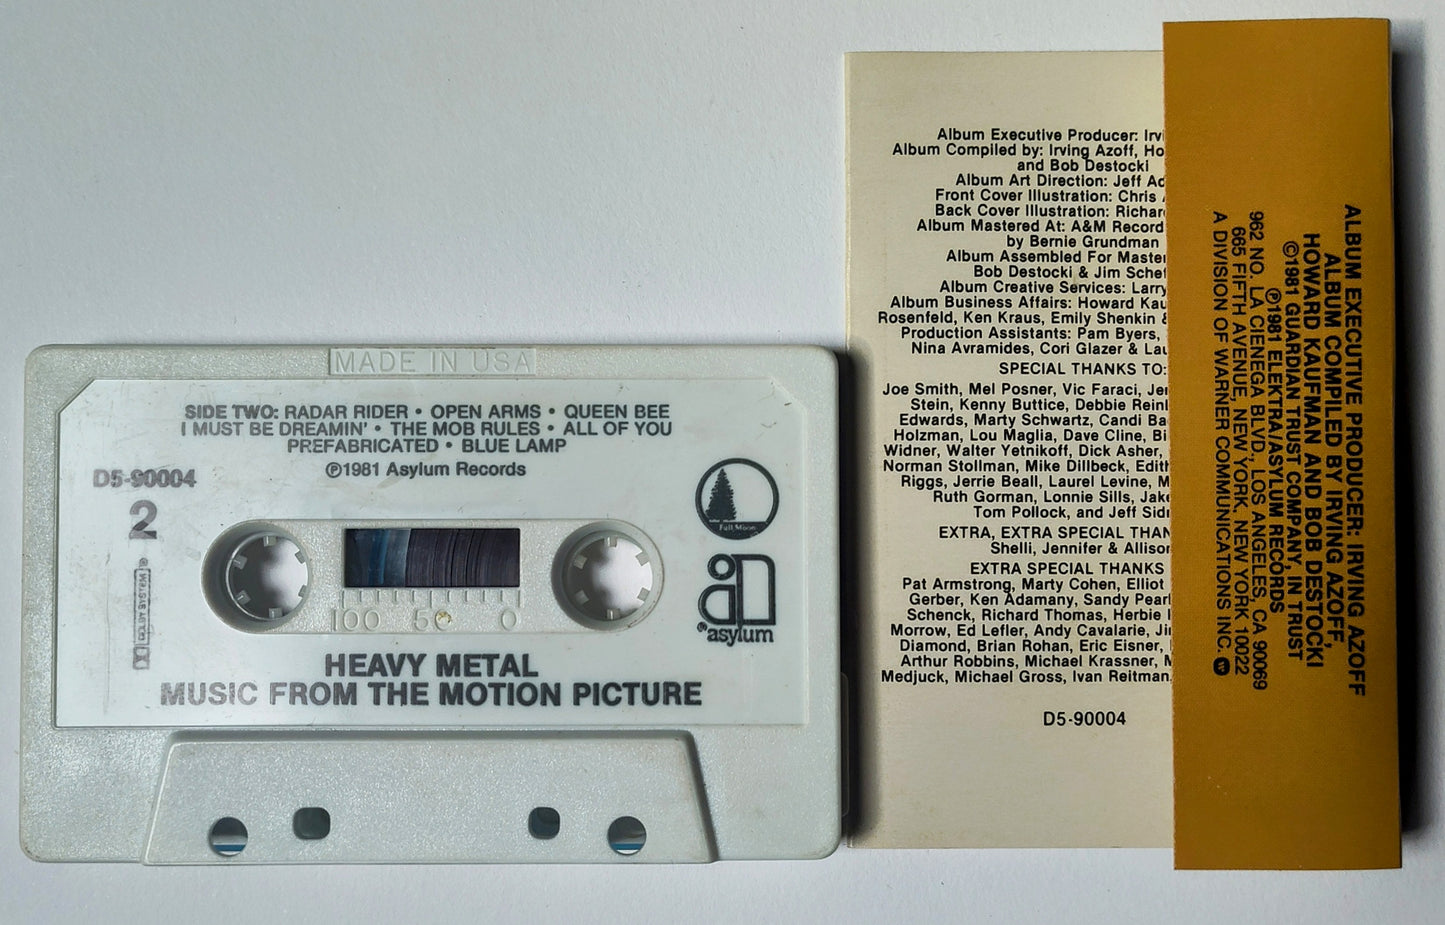 MADE IN USA
SIDE TWO: RADAR RIDER • OPEN ARMS • QUEEN BEE
I MUST BE DREAMIN' • THE MOB RULES • ALL OF YOU
PREFABRICATED • BLUE LAMP
℗1981 Asylum Records
D5-90004
2
DOLBY SYSTEM
Full Moon
asylum
100 50 0
HEAVY METAL
MUSIC FROM THE MOTION PICTURE
Album Executive Producer: Irvi
Album Compiled by: Irving Azoff, Ho
and Bob Destocki
Album Art Direction: Jeff Ad
Front Cover Illustration: Chris
Back Cover Illustration: Richar
Album Mastered At: A&M Record
by Bernie Grundman
Album Assembled For Master
Bob Destocki & Jim Schef
Album Creative Services: Larry
Album Business Affairs: Howard Kau
Rosenfeld, Ken Kraus, Emily Shenkin &
Production Assistants: Pam Byers,
Nina Avramides, Cori Glazer & Lau
SPECIAL THANKS TO:
Joe Smith, Mel Posner, Vic Faraci, Jer
Stein, Kenny Buttice, Debbie Reinl
Edwards, Marty Schwartz, Candi Ba
Holzman, Lou Maglia, Dave Cline, Bi
Widner, Walter Yetnikoff, Dick Asher,
Norman Stollman, Mike Dillbeck, Edith
Riggs, Jerrie Beall, Laurel Levine, M
Ruth Gorman, Lonnie Sills, Jake
Tom Pollock, and Jeff Sid
EXTRA, EXTRA SPECIAL THAN
Shelli, Jennifer & Allison
EXTRA SPECIAL THANKS
Pat Armstrong, Marty Cohen, Elliot
Gerber, Ken Adamany, Sandy Pearl
Schenck, Richard Thomas, Herbie
Morrow, Ed Lefler, Andy Cavalarie, Ji
Diamond, Brian Rohan, Eric Eisner,
Arthur Robbins, Michael Krassner, M
Medjuck, Michael Gross, Ivan Reitman,
D5-90004
ALBUM EXECUTIVE PRODUCER: IRVING AZOFF
ALBUM COMPILED BY IRVING AZOFF,
HOWARD KAUFMAN AND BOB DESTOCKI
©1981 GUARDIAN TRUST COMPANY, IN TRUST
℗1981 ELEKTRA/ASYLUM RECORDS
962 NO. LA CIENEGA BLVD., LOS ANGELES, CA 90069
665 FIFTH AVENUE, NEW YORK, NEW YORK 10022
A DIVISION OF WARNER COMMUNICATIONS INC.